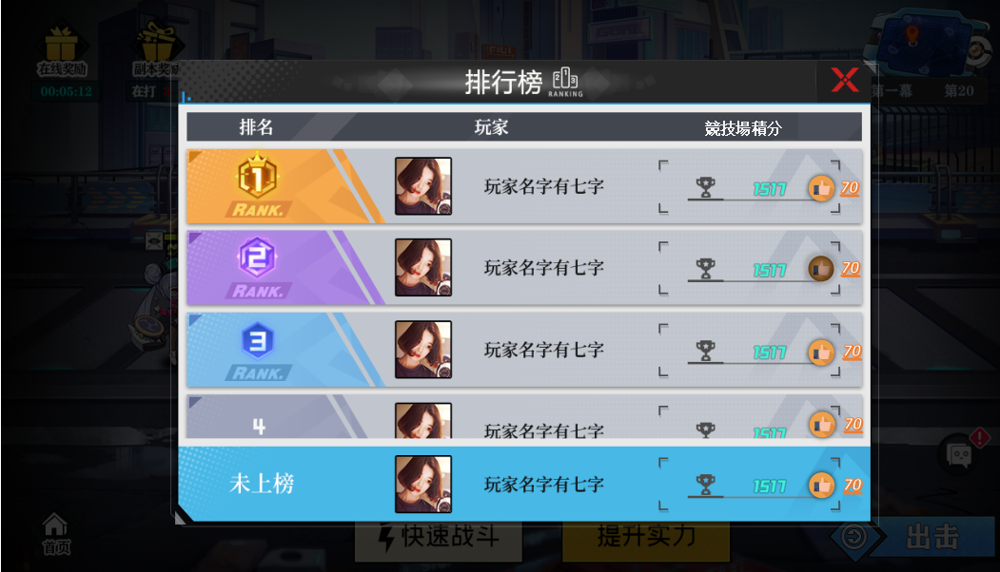 在线奖励
副本奖励
00:05:12
在打
排行榜
1 2 3
RANKING
第一幕 第20
排名 玩家 競技場積分
1
RANK.
玩家名字有七字 1517 70
2
RANK.
玩家名字有七字 1517 70
3
RANK.
玩家名字有七字 1517 70
4 玩家名字有七字 1517 70
未上榜 玩家名字有七字 1517 70
首页
快速战斗
提升实力
出击